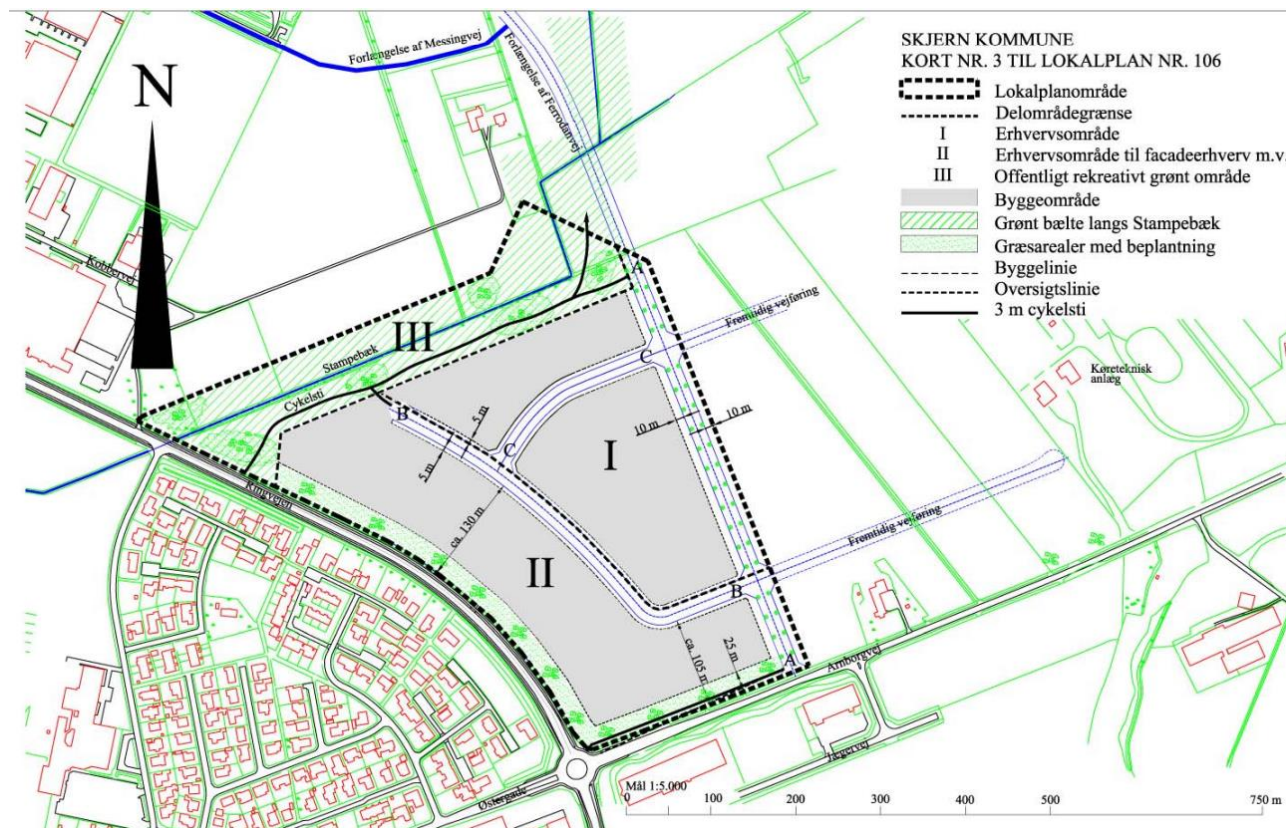 SKJERN KOMMUNE
KORT NR. 3 TIL LOKALPLAN NR. 106
Lokalplanområde
Delområdegrænse
I Erhvervsområde
II Erhvervsområde til facadeerhverv m.v.
III Offentligt rekreativt grønt område
Byggeområde
Grønt bælte langs Stampebæk
Græsarealer med beplantning
Byggelinie
Oversigtslinie
3 m cykelsti
Forlængelse af Messingvej
Forlængelse af Ferrodanvej
N
Kobbervej
III
Stampebæk
Cykelsti
A
Fremtidig vejføring
C
Køreteknisk
anlæg
B
5 m
5 m
C
I
10 m
10 m
Ringvejen
ca. 130 m
II
Fremtidig vejføring
B
ca. 105 m
25 m
A
Arnborgvej
Jægervej
Østergade
Mål 1:5.000
0 100 200 300 400 500 750 m